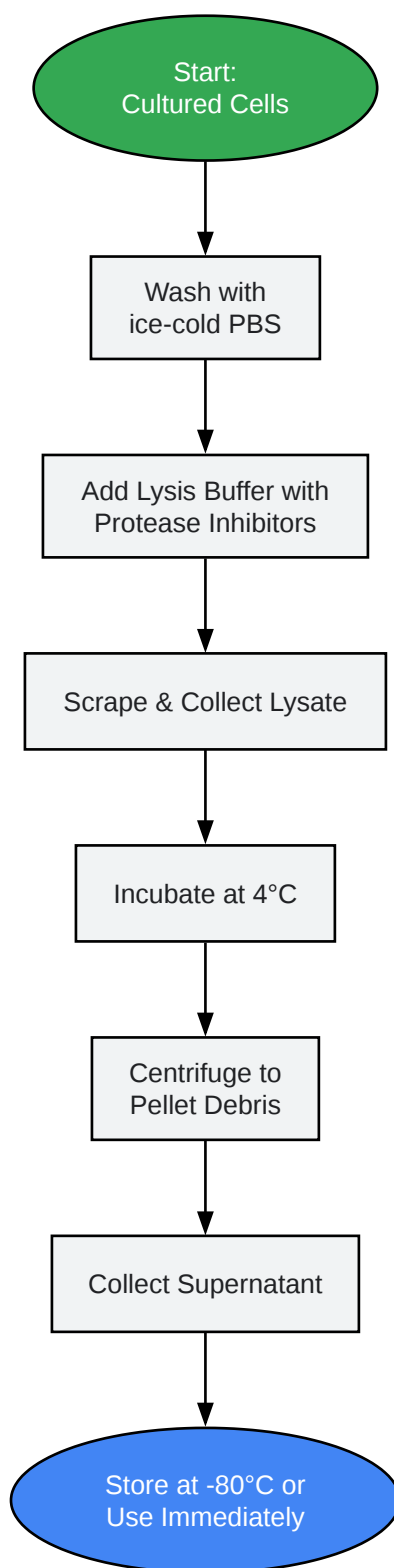 Start:
Cultured Cells
Wash with
ice-cold PBS
Add Lysis Buffer with
Protease Inhibitors
Scrape & Collect Lysate
Incubate at 4°C
Centrifuge to
Pellet Debris
Collect Supernatant
Store at -80°C or
Use Immediately